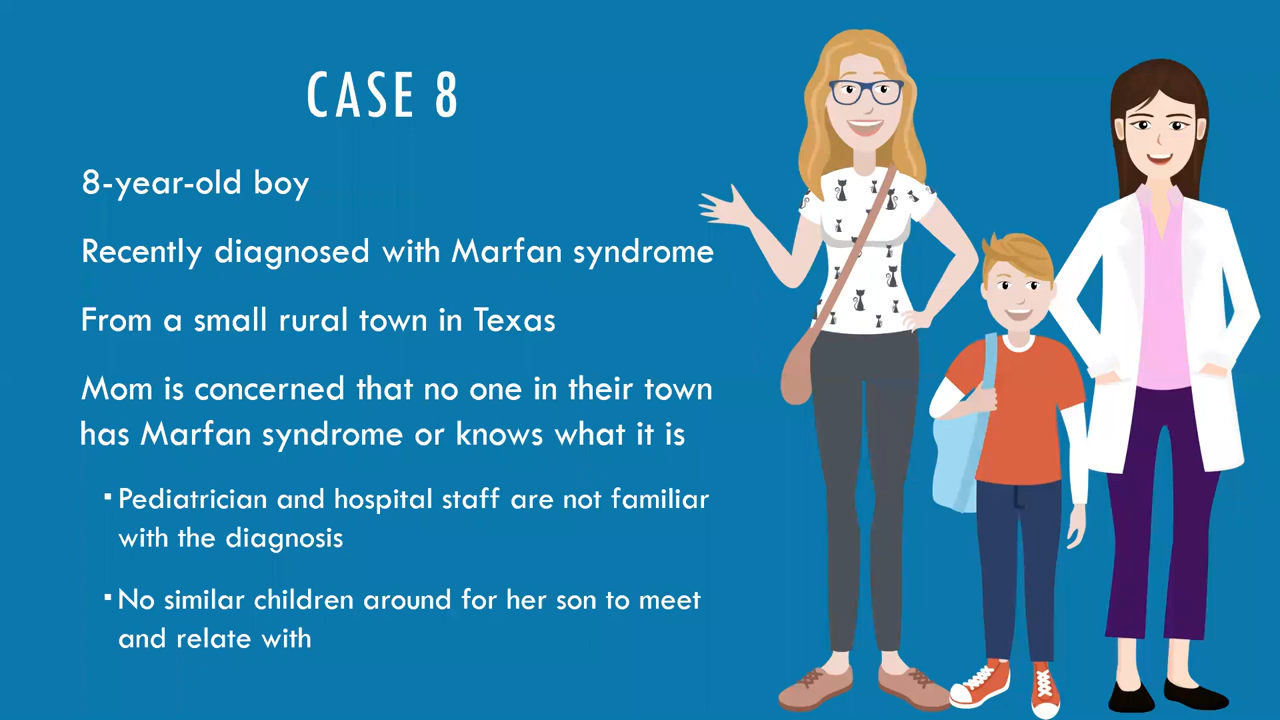 CASE 8
8-year-old boy
Recently diagnosed with Marfan syndrome
From a small rural town in Texas
Mom is concerned that no one in their town
has Marfan syndrome or knows what it is
▪ Pediatrician and hospital staff are not familiar
with the diagnosis
▪ No similar children around for her son to meet
and relate with